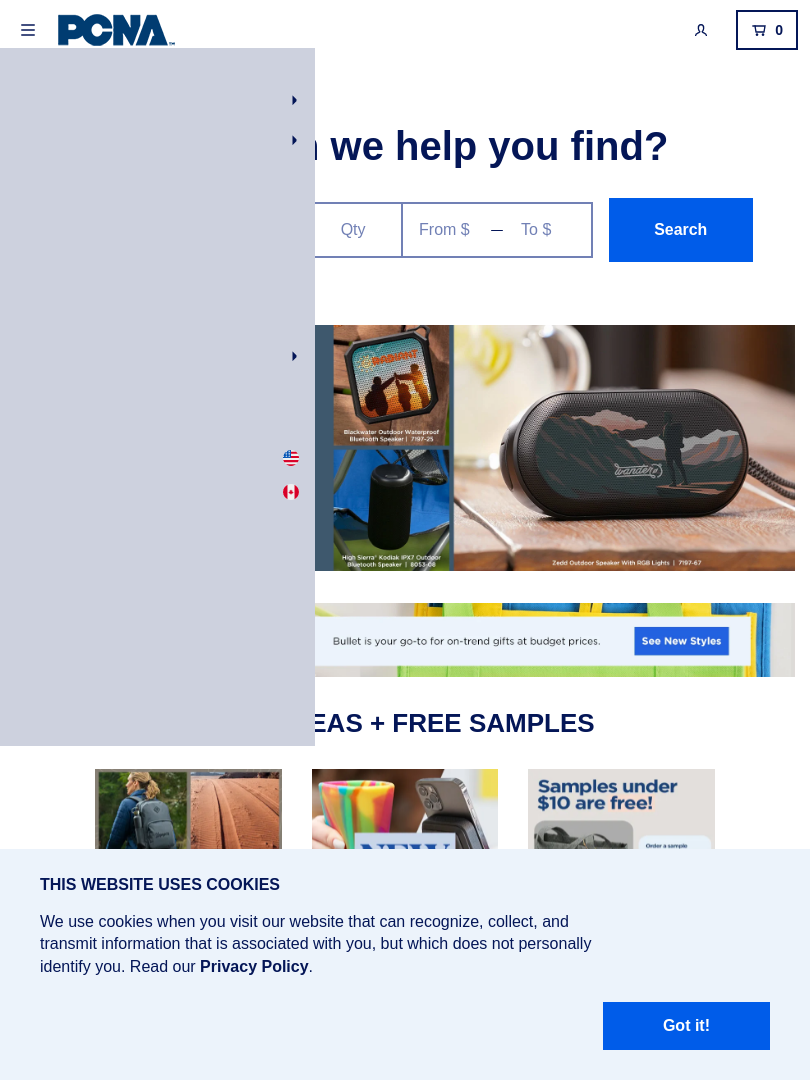 PCNA
0
we help you find?
Qty
From $
To $
Search
Blackwater Outdoor Waterproof
Bluetooth Speaker | 7197-25
High Sierra® Kodiak IPX7 Outdoor
Bluetooth Speaker | 8053-06
wander
Zedd Outdoor Speaker With RGB Lights | 7197-67
Bullet is your go-to for on-trend gifts at budget prices.
See New Styles
EAS + FREE SAMPLES
NEW
Samples under
$10 are free!
Order a sample
THIS WEBSITE USES COOKIES
We use cookies when you visit our website that can recognize, collect, and
transmit information that is associated with you, but which does not personally
identify you. Read our Privacy Policy.
Got it!